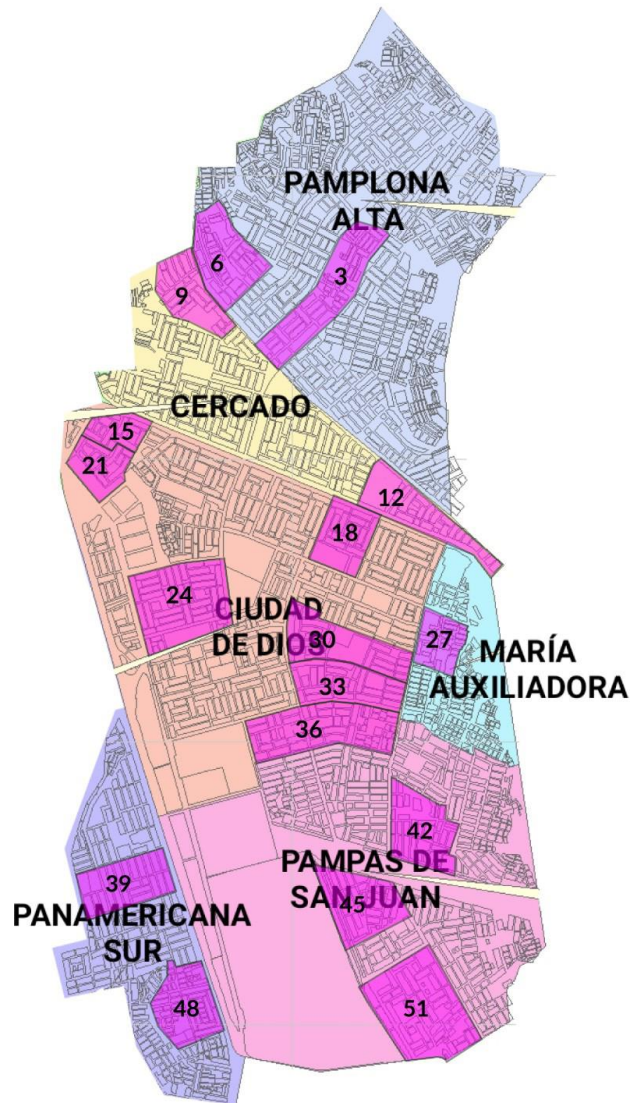 PAMPLONA
ALTA
6
3
9
CERCADO
15
21
12
18
24
CIUDAD
DE DIOS
30
27
MARÍA
AUXILIADORA
33
36
42
39
PAMPAS DE
SAN JUAN
45
PANAMERICANA
SUR
48
51